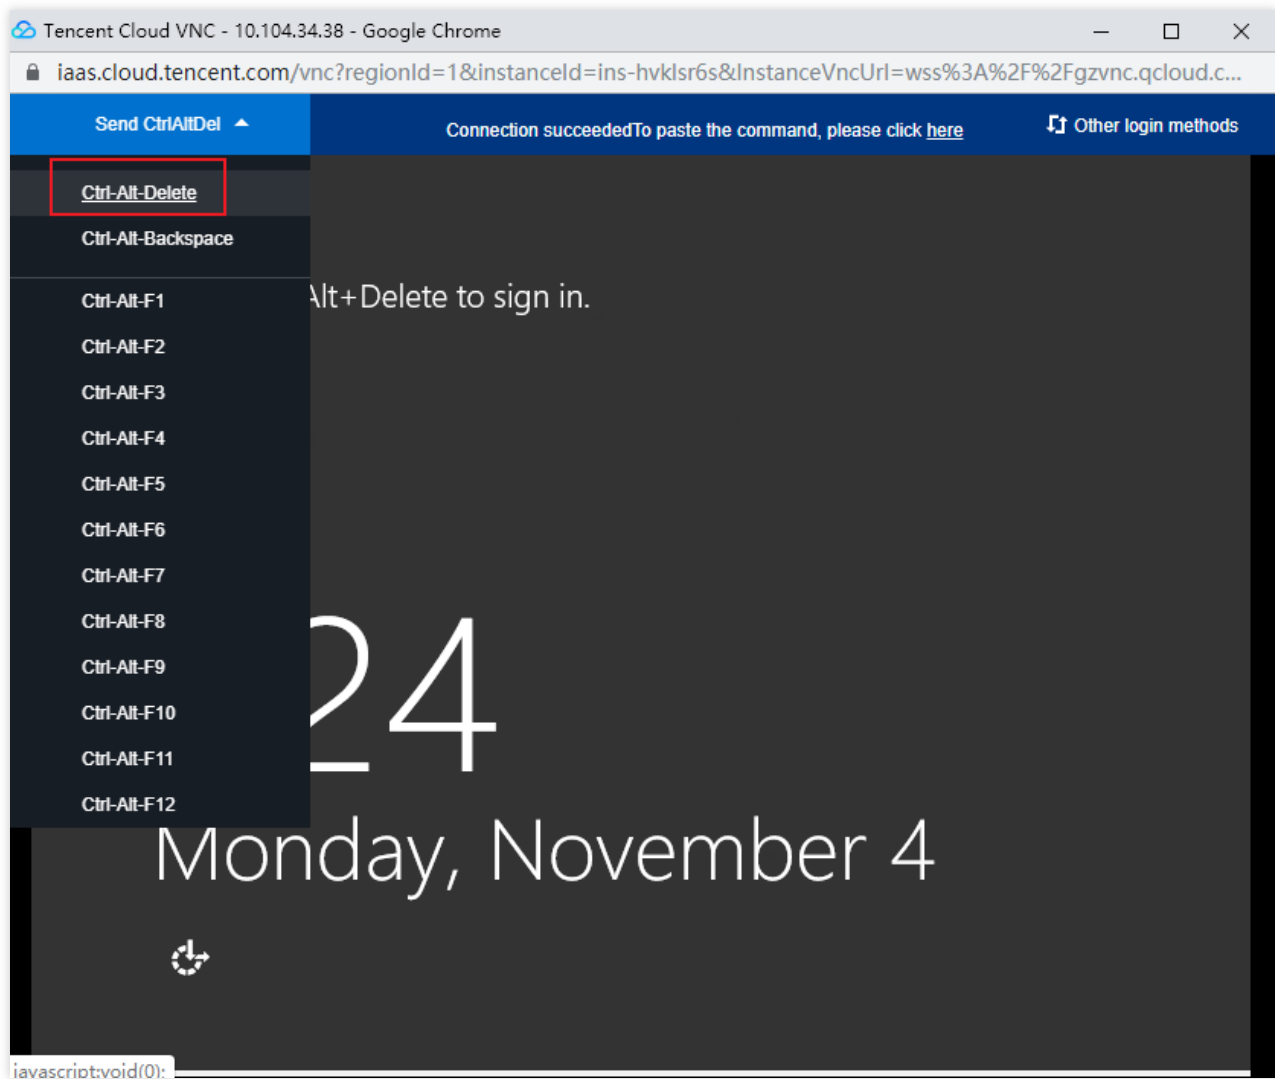 Tencent Cloud VNC - 10.104.34.38 - Google Chrome
iaas.cloud.tencent.com/vnc?regionId=1&instanceId=ins-hvklsr6s&InstanceVncUrl=wss%3A%2F%2Fgzvnc.qcloud.c...
Send CtrlAltDel
Connection succeededTo paste the command, please click here
Other login methods
Ctrl-Alt-Delete
Ctrl-Alt-Backspace
Alt+Delete to sign in.
Ctrl-Alt-F1
Ctrl-Alt-F2
Ctrl-Alt-F3
Ctrl-Alt-F4
Ctrl-Alt-F5
Ctrl-Alt-F6
Ctrl-Alt-F7
Ctrl-Alt-F8
Ctrl-Alt-F9
Ctrl-Alt-F10
Ctrl-Alt-F11
Ctrl-Alt-F12
24
Monday, November 4
javascript:void(0);